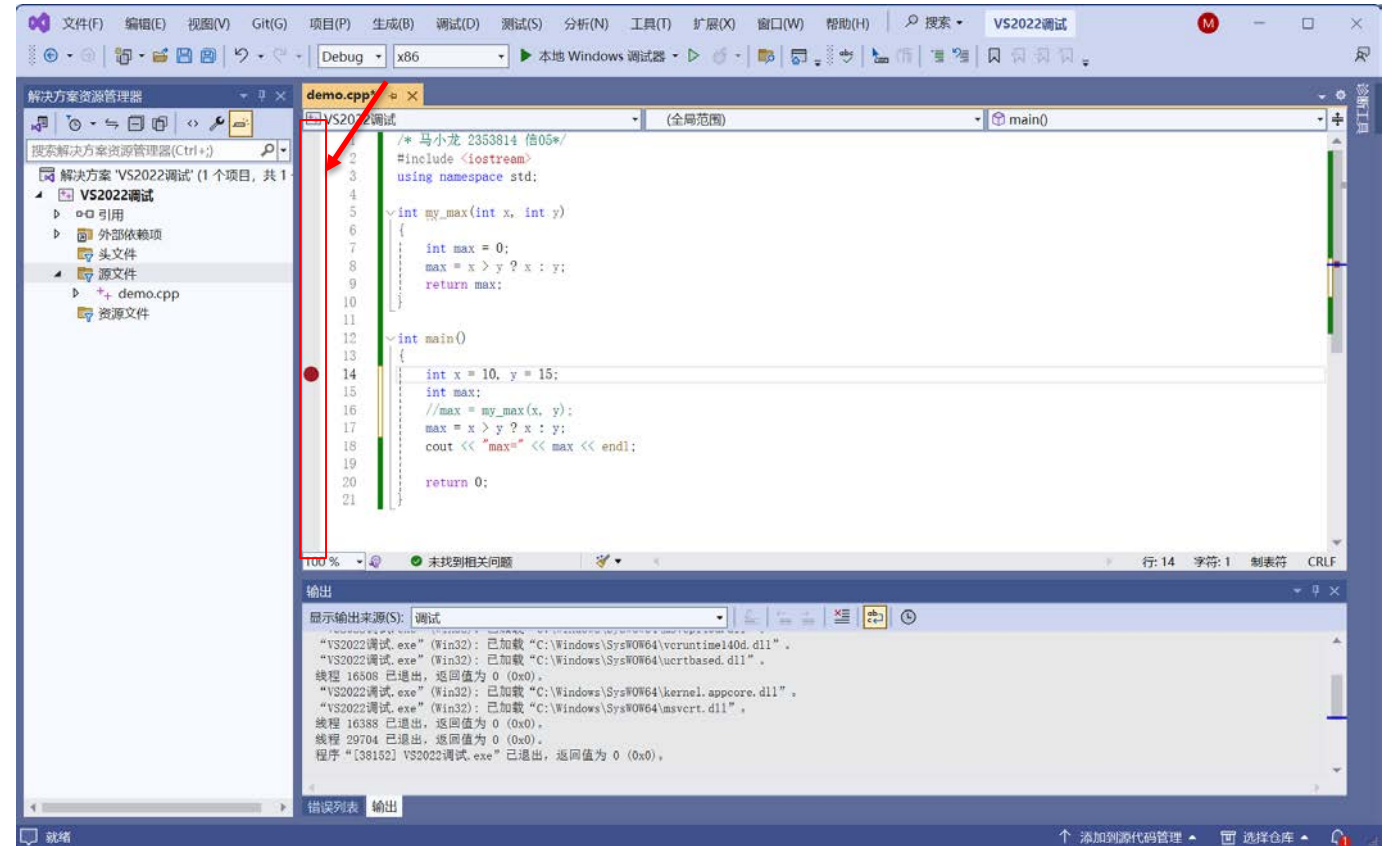 文件(F) 编辑(E) 视图(V) Git(G) 项目(P) 生成(B) 调试(D) 测试(S) 分析(N) 工具(T) 扩展(X) 窗口(W) 帮助(H) 搜索 VS2022调试 M
Debug x86 本地 Windows 调试器
解决方案资源管理器
搜索解决方案资源管理器(Ctrl+;)
解决方案 'VS2022调试' (1 个项目, 共 1
VS2022调试
引用
外部依赖项
头文件
源文件
demo.cpp
资源文件
demo.cpp*
VS2022调试 (全局范围) main()
1 /* 马小龙 2353814 信05*/
2 #include <iostream>
3 using namespace std;
4
5 int my_max(int x, int y)
6 {
7 int max = 0;
8 max = x > y ? x : y;
9 return max;
10 }
11
12 int main()
13 {
14 int x = 10, y = 15;
15 int max;
16 //max = my_max(x, y);
17 max = x > y ? x : y;
18 cout << "max=" << max << endl;
19
20 return 0;
21 }
100 % 未找到相关问题 行: 14 字符: 1 制表符 CRLF
诊断工具
输出
显示输出来源(S): 调试
“VS2022调试.exe”(Win32): 已加载“C:\Windows\SysWOW64\vcruntime140d.dll”。
“VS2022调试.exe”(Win32): 已加载“C:\Windows\SysWOW64\ucrtbased.dll”。
线程 16508 已退出，返回值为 0 (0x0)。
“VS2022调试.exe”(Win32): 已加载“C:\Windows\SysWOW64\kernel.appcore.dll”。
“VS2022调试.exe”(Win32): 已加载“C:\Windows\SysWOW64\msvcrt.dll”。
线程 16388 已退出，返回值为 0 (0x0)。
线程 29704 已退出，返回值为 0 (0x0)。
程序“[38152] VS2022调试.exe”已退出，返回值为 0 (0x0)。
错误列表 输出
就绪 添加到源代码管理 选择仓库 1